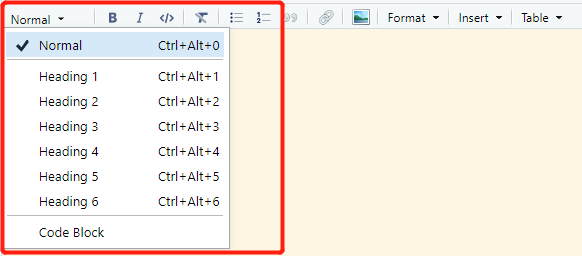 Normal B I </> Format Insert Table
Normal Ctrl+Alt+0
Heading 1 Ctrl+Alt+1
Heading 2 Ctrl+Alt+2
Heading 3 Ctrl+Alt+3
Heading 4 Ctrl+Alt+4
Heading 5 Ctrl+Alt+5
Heading 6 Ctrl+Alt+6
Code Block